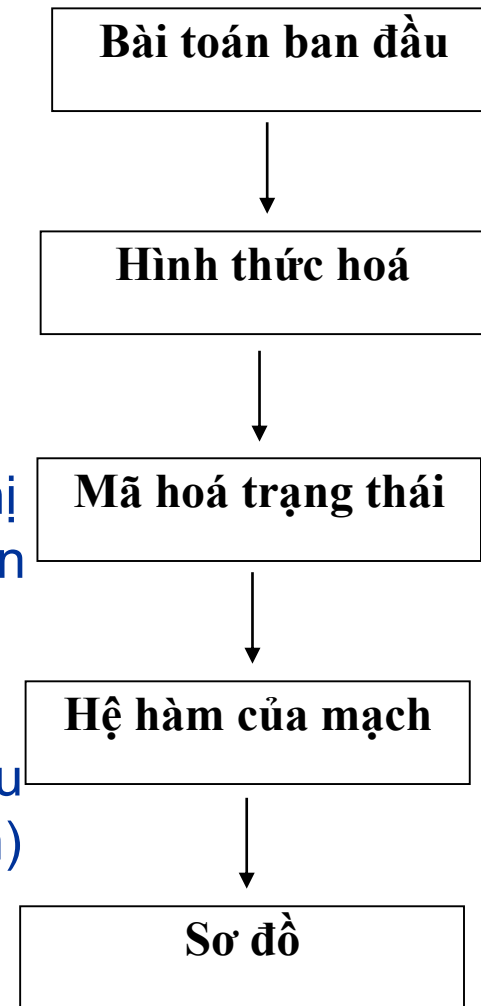 Bài toán ban đầu
Hình thức hoá
Mã hoá trạng thái
Hệ hàm của mạch
Sơ đồ